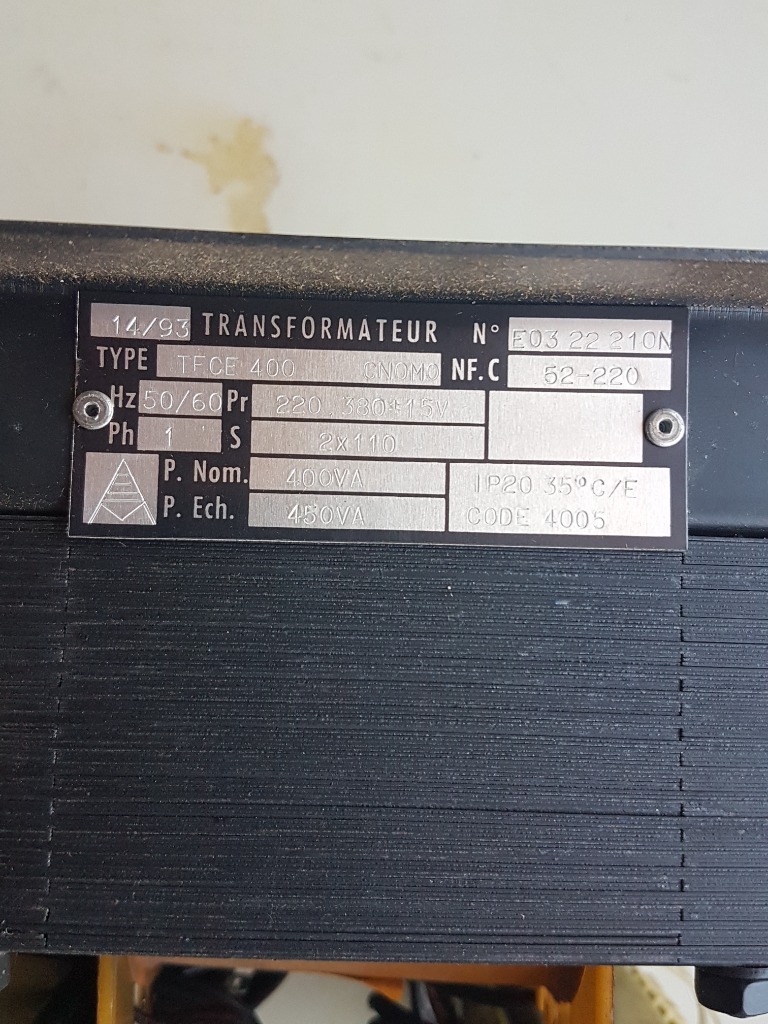 14/93 TRANSFORMATEUR N° E03 22 210N
TYPE TFCE 400 CNOMO NF.C 52-220
Hz 50/60 Pr 220 380+15V
Ph 1 S 2x110
P. Nom. 400VA IP20 35° C/E
P. Ech. 450VA CODE 4005